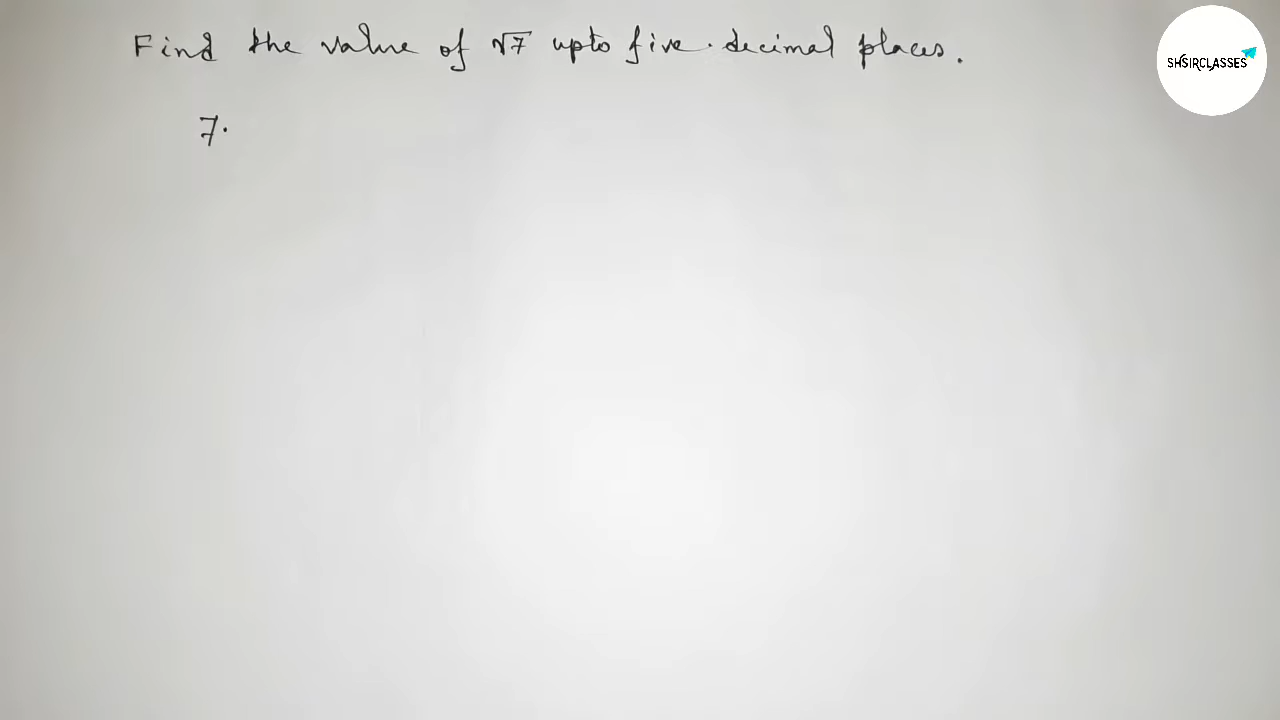 Find the value of √7 upto five decimal places.
SHSIRCLASSES
7.